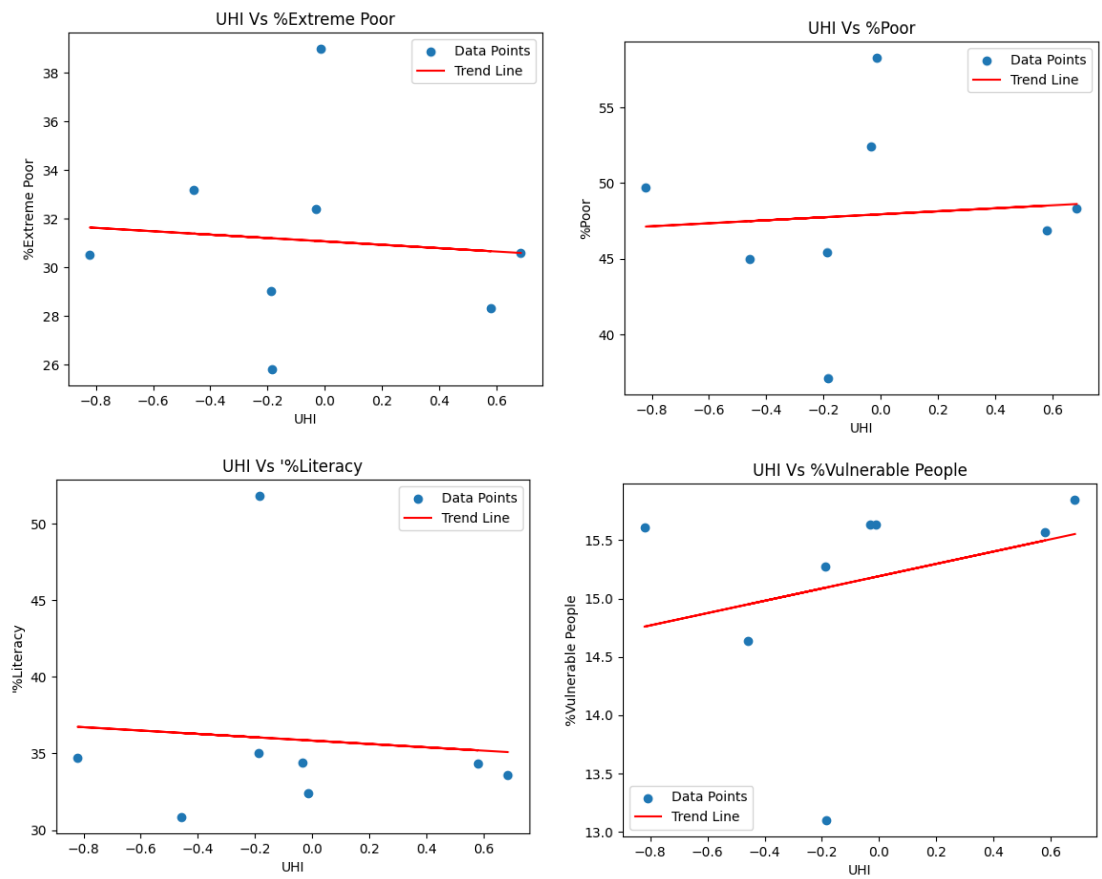 UHI Vs %Extreme Poor
Data Points
Trend Line
38
36
34
32
30
28
26
%Extreme Poor
−0.8 −0.6 −0.4 −0.2 0.0 0.2 0.4 0.6
UHI
UHI Vs %Poor
Data Points
Trend Line
55
50
45
40
%Poor
−0.8 −0.6 −0.4 −0.2 0.0 0.2 0.4 0.6
UHI
UHI Vs '%Literacy
Data Points
Trend Line
50
45
40
35
30
'%Literacy
−0.8 −0.6 −0.4 −0.2 0.0 0.2 0.4 0.6
UHI
UHI Vs %Vulnerable People
15.5
15.0
14.5
14.0
13.5
13.0
%Vulnerable People
Data Points
Trend Line
−0.8 −0.6 −0.4 −0.2 0.0 0.2 0.4 0.6
UHI